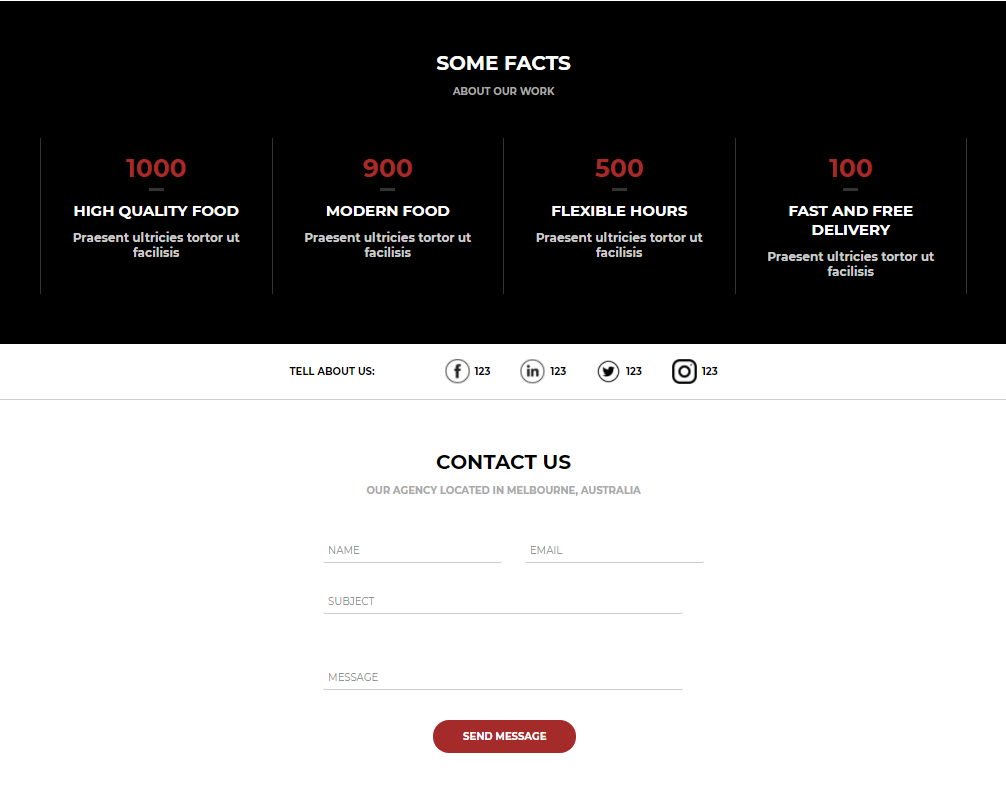 SOME FACTS
ABOUT OUR WORK
1000
HIGH QUALITY FOOD
Praesent ultricies tortor ut
facilisis
900
MODERN FOOD
Praesent ultricies tortor ut
facilisis
500
FLEXIBLE HOURS
Praesent ultricies tortor ut
facilisis
100
FAST AND FREE
DELIVERY
Praesent ultricies tortor ut
facilisis
TELL ABOUT US: f 123 in 123 123 123
CONTACT US
OUR AGENCY LOCATED IN MELBOURNE, AUSTRALIA
NAME EMAIL
SUBJECT
MESSAGE
SEND MESSAGE